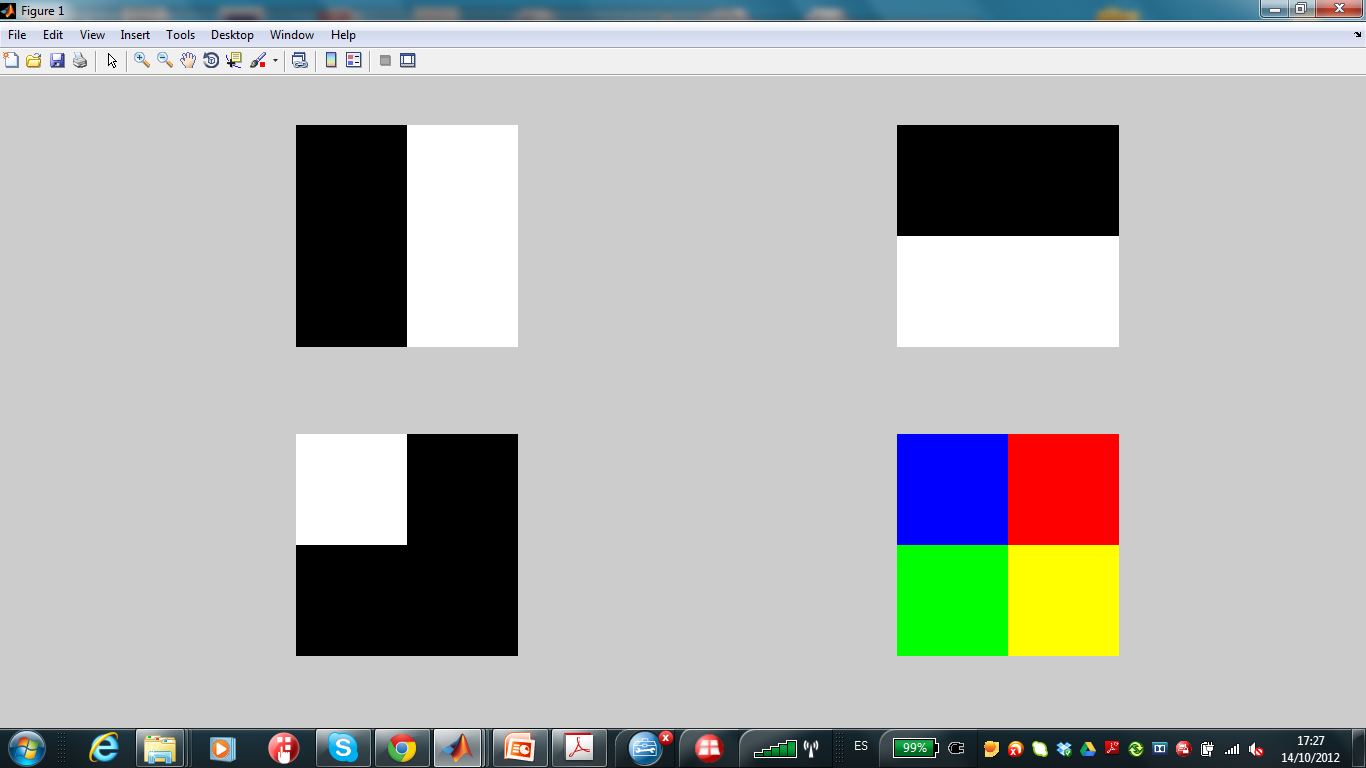 Figure 1
File Edit View Insert Tools Desktop Window Help
ES 99% 17:27
14/10/2012